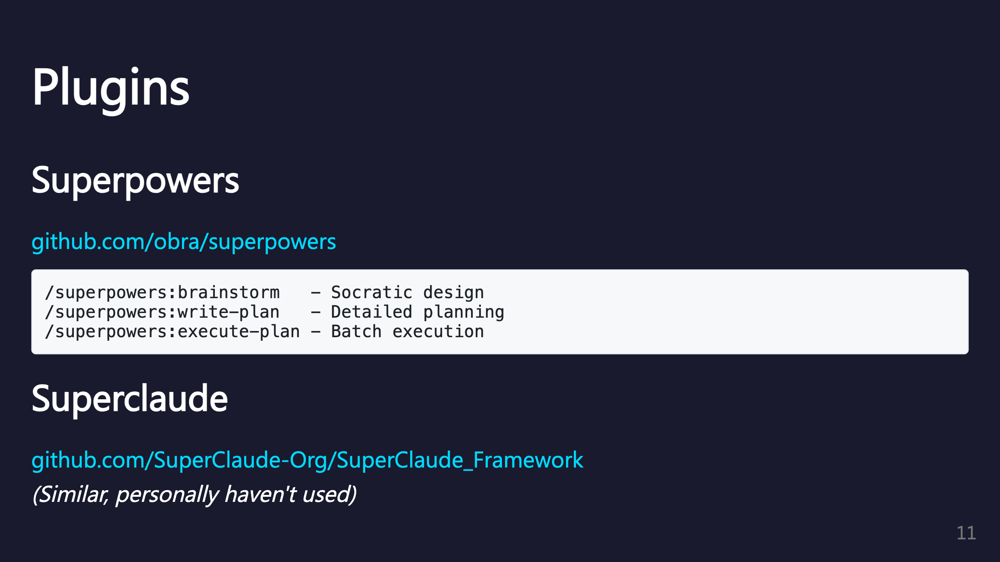 Plugins
Superpowers
github.com/obra/superpowers
/superpowers:brainstorm   - Socratic design
/superpowers:write-plan   - Detailed planning
/superpowers:execute-plan - Batch execution
Superclaude
github.com/SuperClaude-Org/SuperClaude_Framework
(Similar, personally haven't used)
11